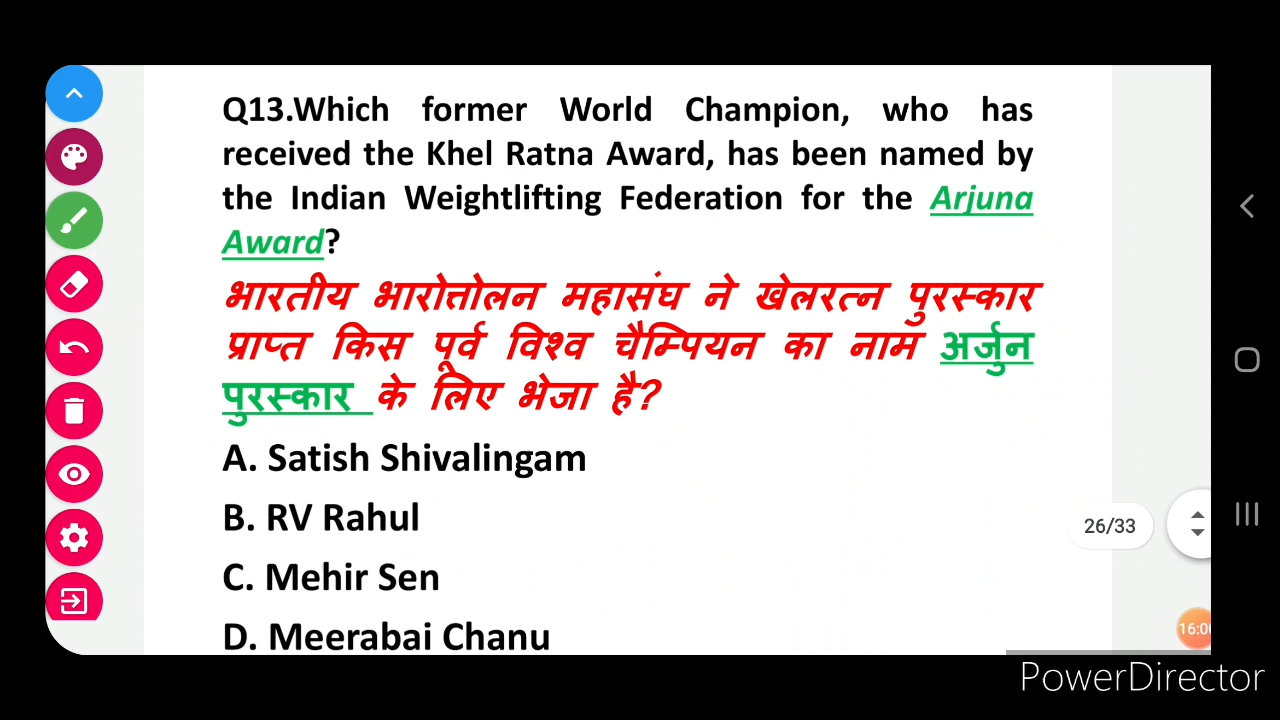 Q13.Which former World Champion, who has
received the Khel Ratna Award, has been named by
the Indian Weightlifting Federation for the Arjuna
Award?
भारतीय भारोत्तोलन महासंघ ने खेलरत्न पुरस्कार
प्राप्त किस पूर्व विश्व चैम्पियन का नाम अर्जुन
पुरस्कार के लिए भेजा है?
A. Satish Shivalingam
B. RV Rahul
26/33
C. Mehir Sen
D. Meerabai Chanu
PowerDirector